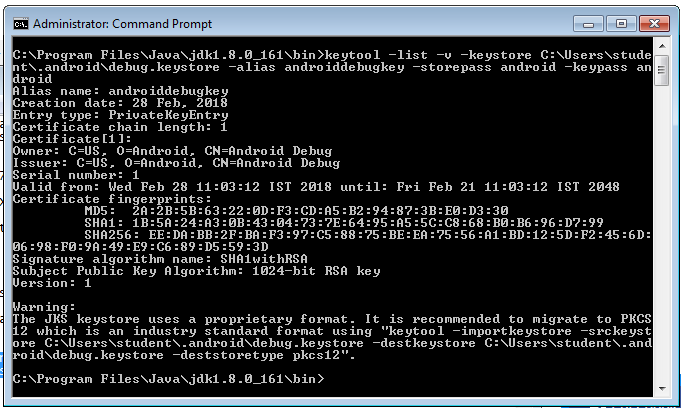 Administrator: Command Prompt
C:\Program Files\Java\jdk1.8.0_161\bin>keytool -list -v -keystore C:\Users\stude
nt\.android\debug.keystore -alias androiddebugkey -storepass android -keypass an
droid
Alias name: androiddebugkey
Creation date: 28 Feb, 2018
Entry type: PrivateKeyEntry
Certificate chain length: 1
Certificate[1]:
Owner: C=US, O=Android, CN=Android Debug
Issuer: C=US, O=Android, CN=Android Debug
Serial number: 1
Valid from: Wed Feb 28 11:03:12 IST 2018 until: Fri Feb 21 11:03:12 IST 2048
Certificate fingerprints:
MD5: 2A:2B:5B:63:22:0D:F3:CD:A5:B2:94:87:3B:E0:D3:30
SHA1: 1B:5A:24:A3:0B:43:04:73:7E:64:95:A5:5C:C8:68:B0:B6:96:D7:99
SHA256: EE:DA:BB:2F:BA:F3:97:C5:88:75:BE:EA:75:56:A1:BD:12:5D:F2:45:6D:
06:98:F0:9A:49:E9:C6:89:D5:59:3D
Signature algorithm name: SHA1withRSA
Subject Public Key Algorithm: 1024-bit RSA key
Version: 1
Warning:
The JKS keystore uses a proprietary format. It is recommended to migrate to PKCS
12 which is an industry standard format using "keytool -importkeystore -srckeyst
ore C:\Users\student\.android\debug.keystore -destkeystore C:\Users\student\.and
roid\debug.keystore -deststoretype pkcs12".
C:\Program Files\Java\jdk1.8.0_161\bin>